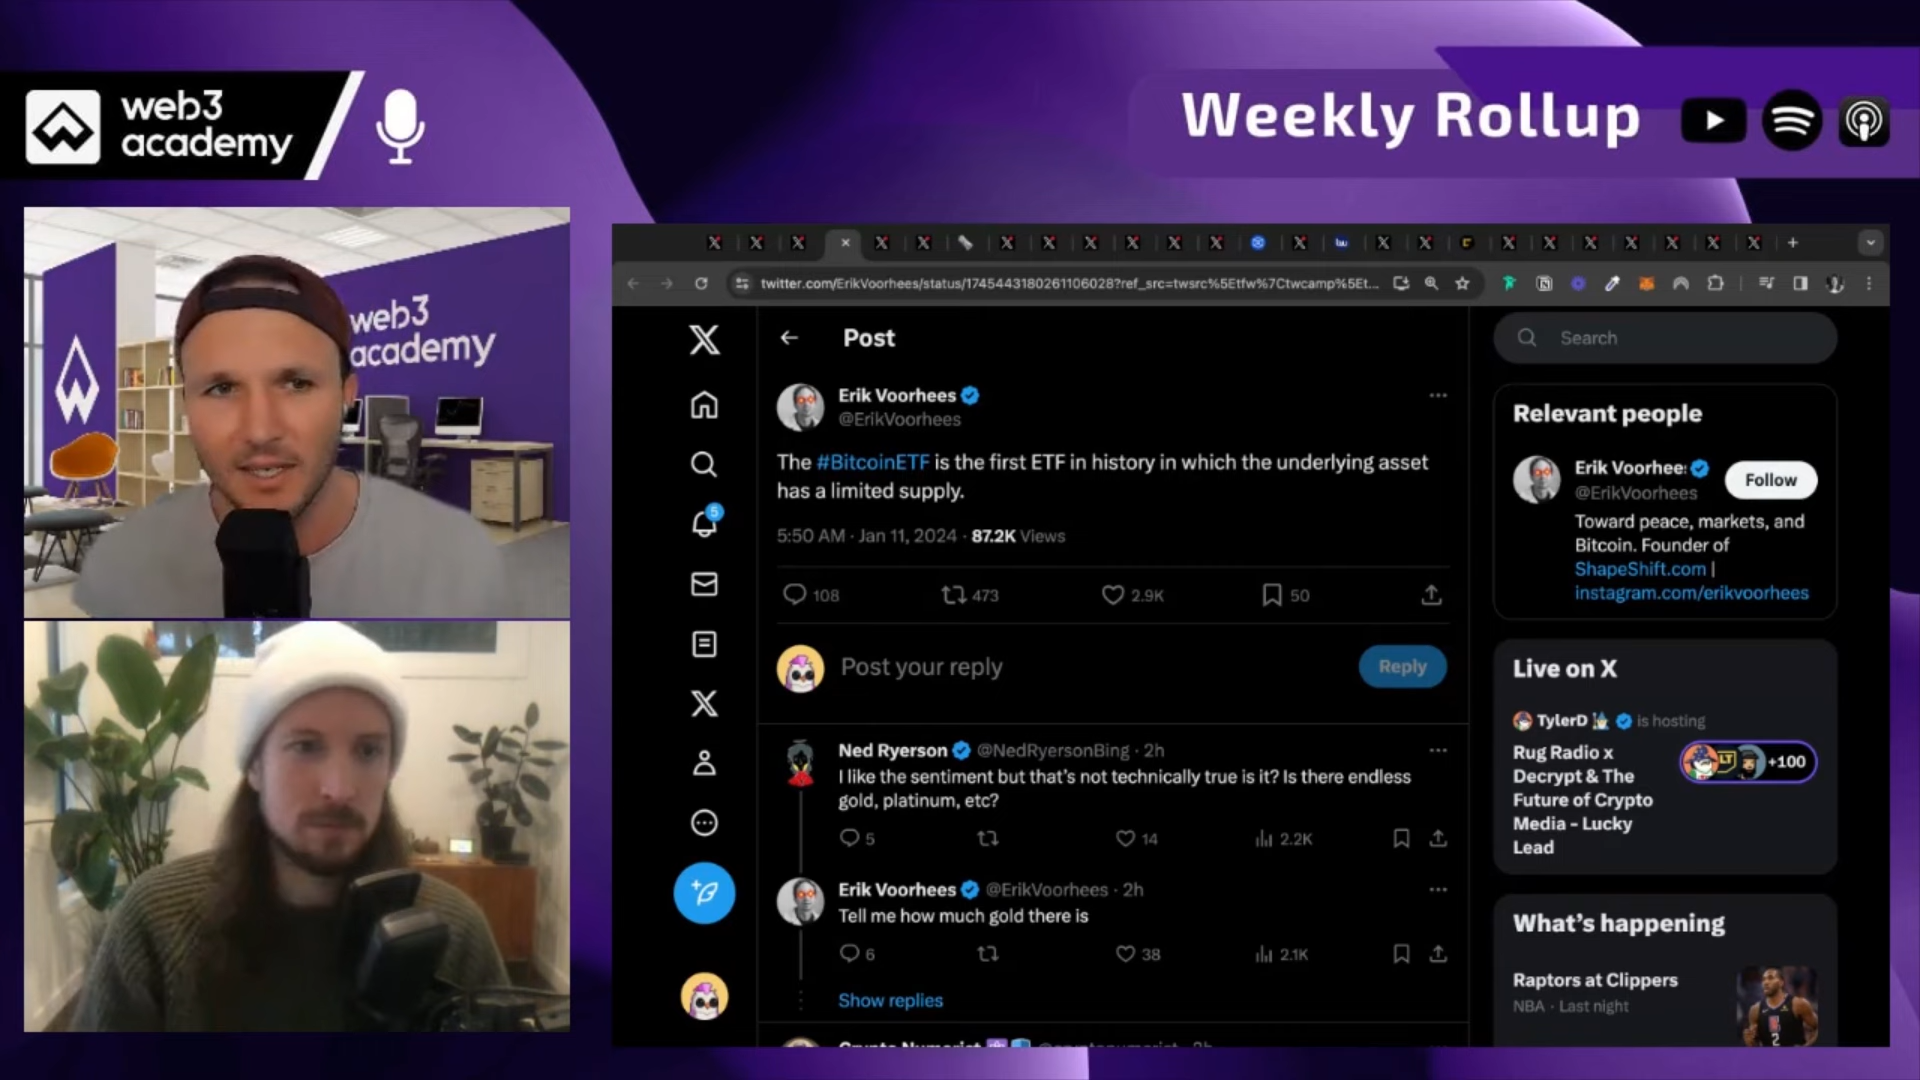 web3
academy
Weekly Rollup
web3
academy
twitter.com/ErikVoorhees/status/1745443180261106028?ref_src=twsrc%5Etfw%7Ctwcamp%5Et...
Post
Search
Erik Voorhees
@ErikVoorhees
The #BitcoinETF is the first ETF in history in which the underlying asset
has a limited supply.
5:50 AM · Jan 11, 2024 · 87.2K Views
108 473 2.9K 50
5
Post your reply
Reply
Ned Ryerson @NedRyersonBing · 2h
I like the sentiment but that's not technically true is it? Is there endless
gold, platinum, etc?
5 14 2.2K
Erik Voorhees @ErikVoorhees · 2h
Tell me how much gold there is
6 38 2.1K
Show replies
Relevant people
Erik Voorhees
@ErikVoorhees
Follow
Toward peace, markets, and
Bitcoin. Founder of
ShapeShift.com |
instagram.com/erikvoorhees
Live on X
TylerD is hosting
Rug Radio x
Decrypt & The
Future of Crypto
Media - Lucky
Lead
LT
+100
What's happening
Raptors at Clippers
NBA · Last night
2